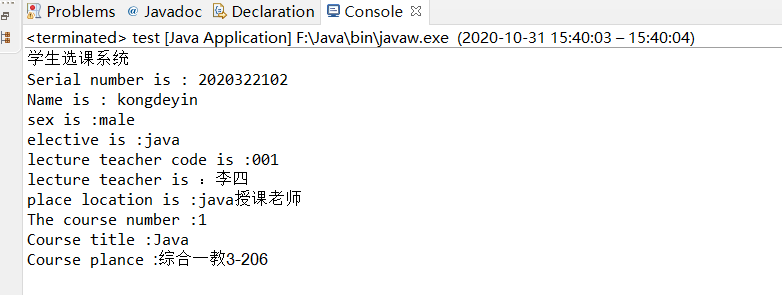 Problems @ Javadoc Declaration Console
<terminated> test [Java Application] F:\Java\bin\javaw.exe (2020-10-31 15:40:03 – 15:40:04)
学生选课系统
Serial number is : 2020322102
Name is : kongdeyin
sex is :male
elective is :java
lecture teacher code is :001
lecture teacher is ：李四
place location is :java授课老师
The course number :1
Course title :Java
Course plance :综合一教3-206